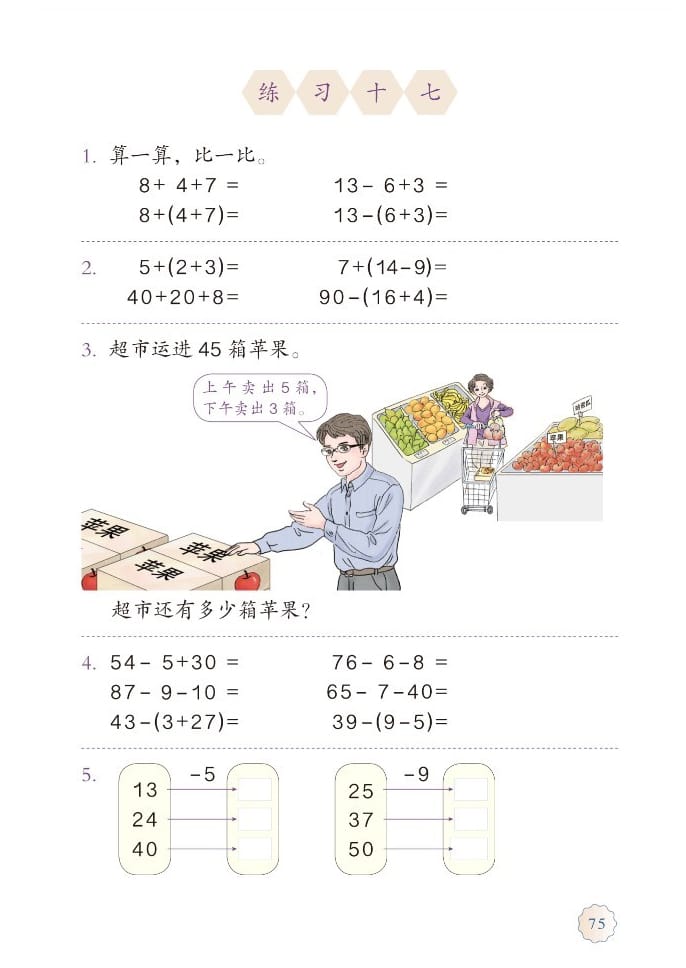 练习十七
1. 算一算，比一比。
8+ 4+7 = 13- 6+3 =
8+(4+7)= 13-(6+3)=
2. 5+(2+3)= 7+(14-9)=
40+20+8= 90-(16+4)=
3. 超市运进 45 箱苹果。
上午卖出 5 箱，
下午卖出 3 箱。
哈密瓜
苹果
苹果
苹果
苹果
超市还有多少箱苹果？
4. 54- 5+30 = 76- 6-8 =
87- 9-10 = 65- 7-40=
43-(3+27)= 39-(9-5)=
5. -5 -9
13 25
24 37
40 50
75